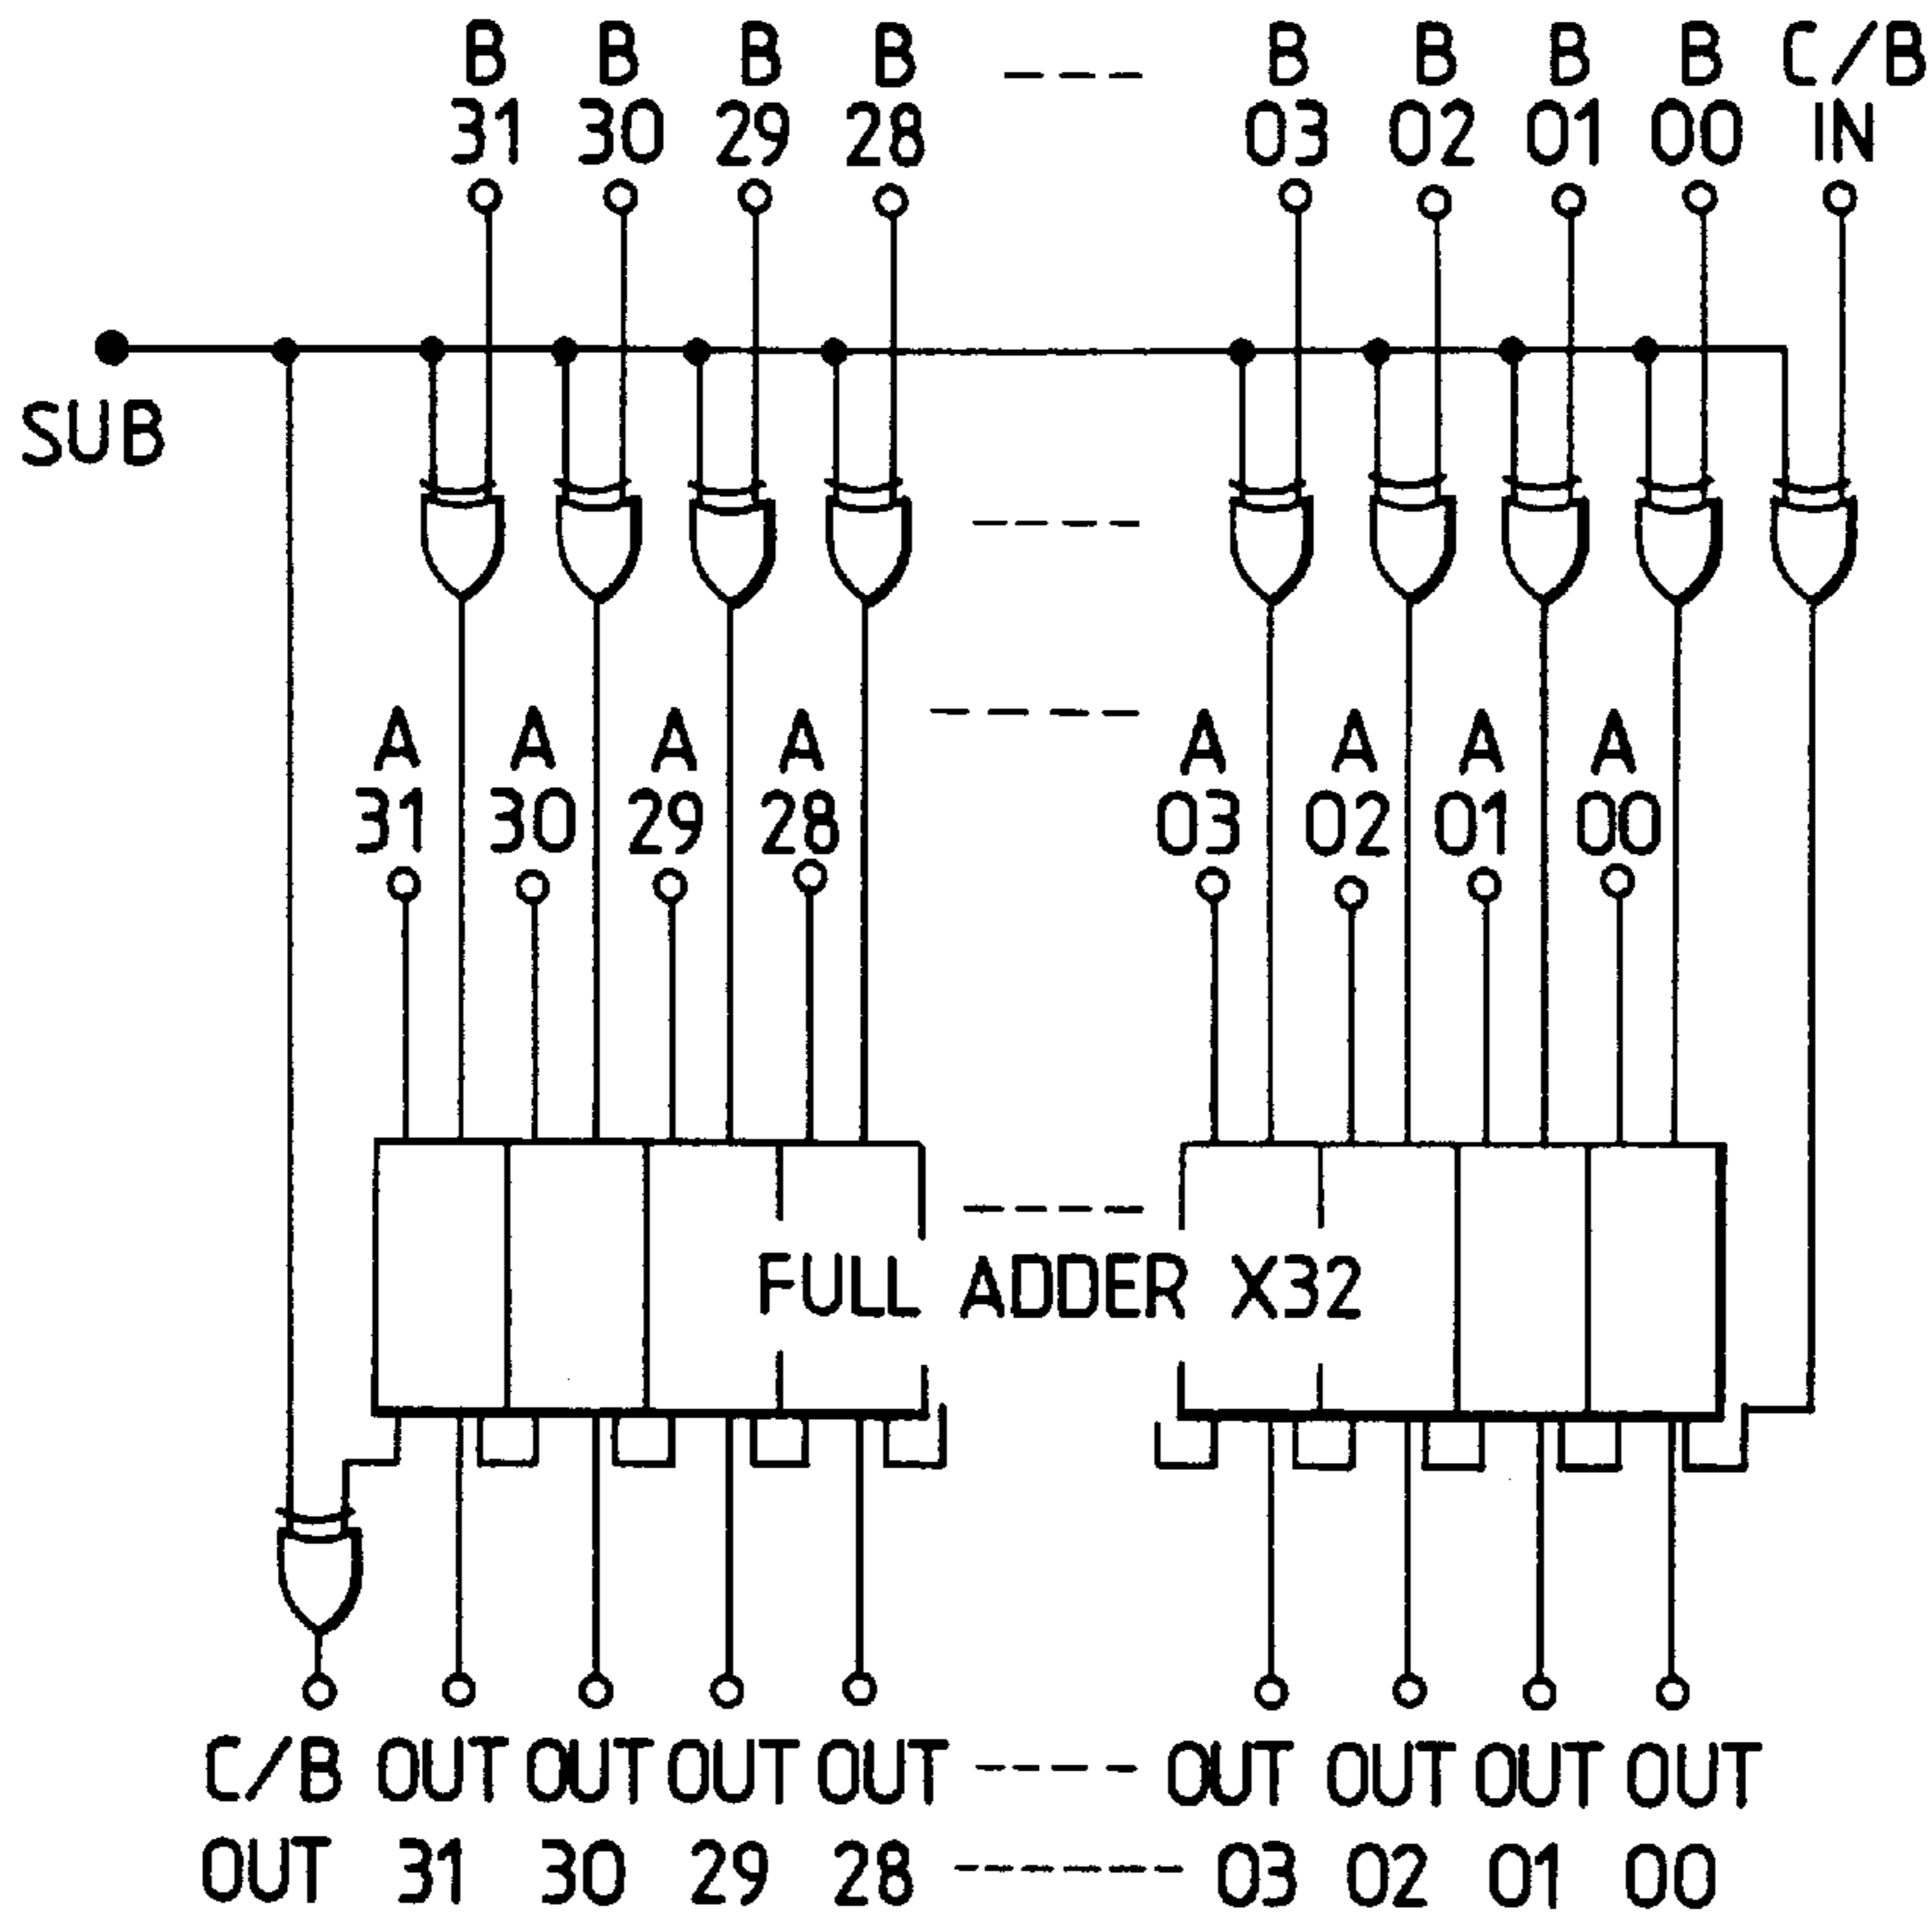 B B B B ---- B B B B C/B
31 30 29 28 03 02 01 00 IN
SUB
A A A A ----- A A A A
31 30 29 28 03 02 01 00
FULL ADDER X32
C/B OUT OUT OUT OUT ---- OUT OUT OUT OUT
OUT 31 30 29 28 ------ 03 02 01 00